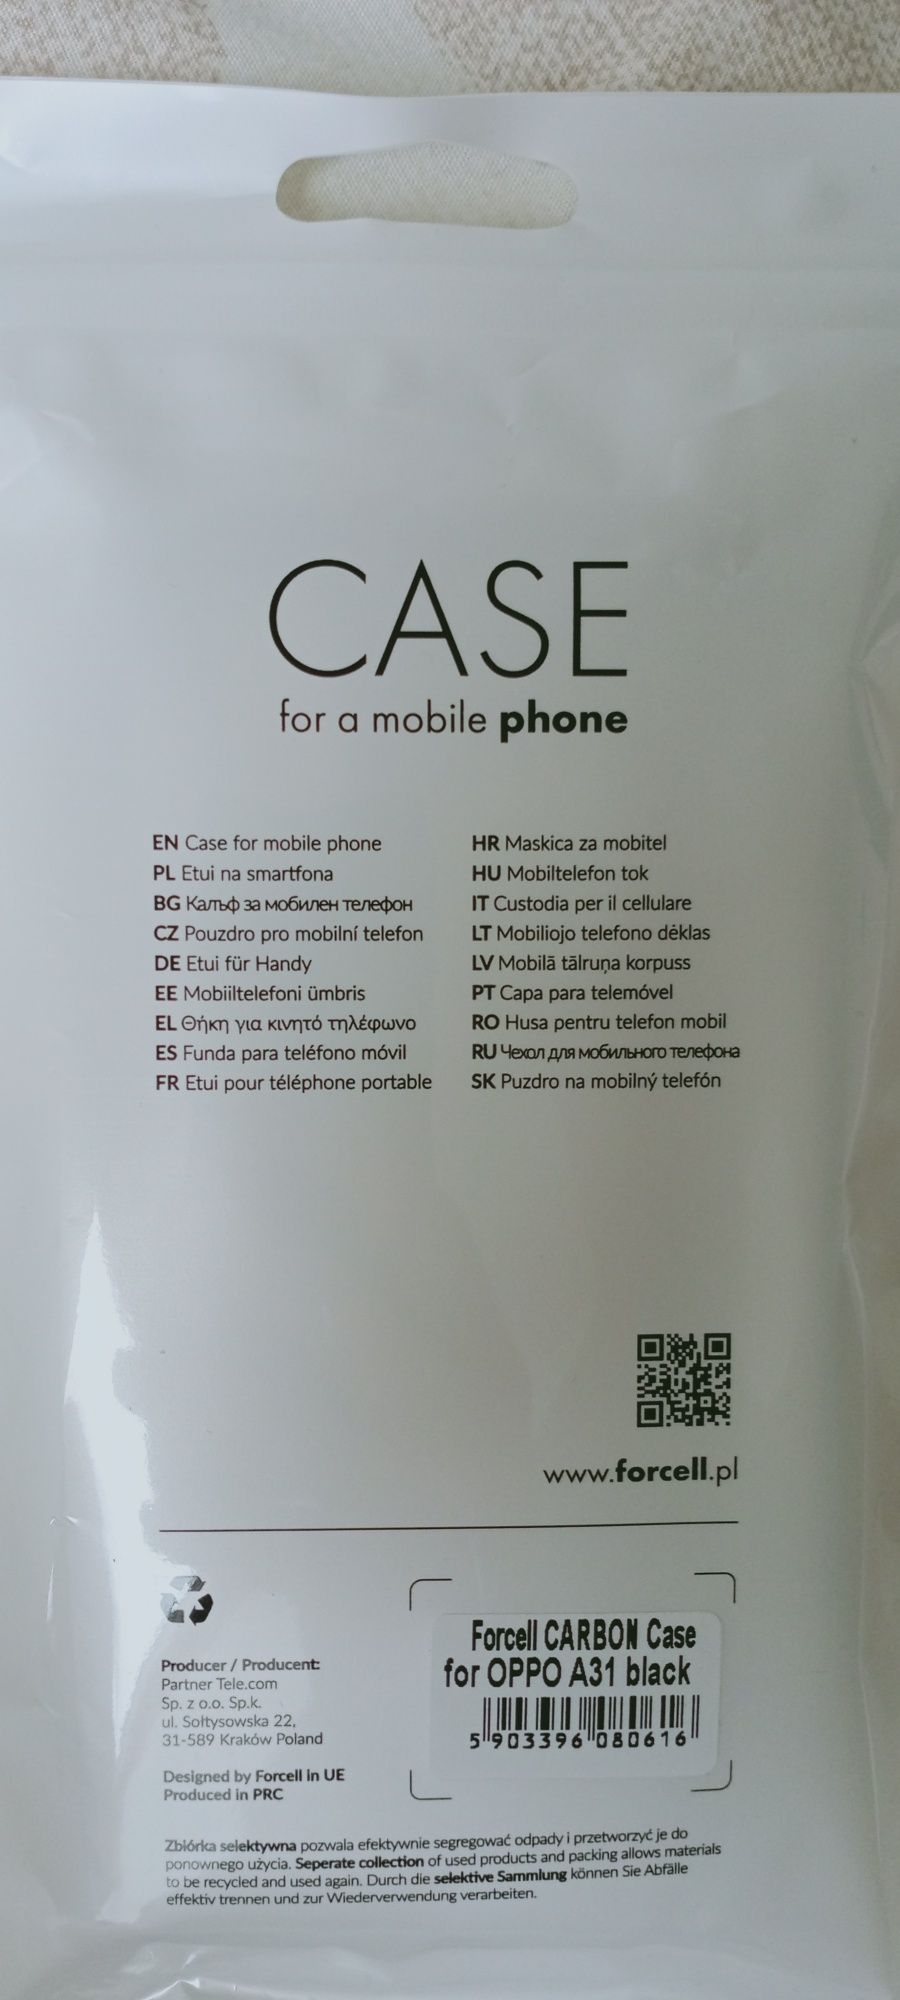 CASE
for a mobile phone
EN Case for mobile phone
PL Etui na smartfona
BG Калъф за мобилен телефон
CZ Pouzdro pro mobilní telefon
DE Etui für Handy
EE Mobiiltelefoni ümbris
EL Θήκη για κινητό τηλέφωνο
ES Funda para teléfono móvil
FR Etui pour téléphone portable
HR Maskica za mobitel
HU Mobiltelefon tok
IT Custodia per il cellulare
LT Mobiliojo telefono dėklas
LV Mobilā tālruņa korpuss
PT Capa para telemóvel
RO Husa pentru telefon mobil
RU Чехол для мобильного телефона
SK Puzdro na mobilný telefón
www.forcell.pl
Producer / Producent:
Partner Tele.com
Sp. z o.o. Sp.k.
ul. Sołtysowska 22,
31-589 Kraków Poland
Designed by Forcell in UE
Produced in PRC
Forcell CARBON Case
for OPPO A31 black
5 903396 080616
Zbiórka selektywna pozwala efektywnie segregować odpady i przetworzyć je do
ponownego użycia. Seperate collection of used products and packing allows materials
to be recycled and used again. Durch die selektive Sammlung können Sie Abfälle
effektiv trennen und zur Wiederverwendung verarbeiten.